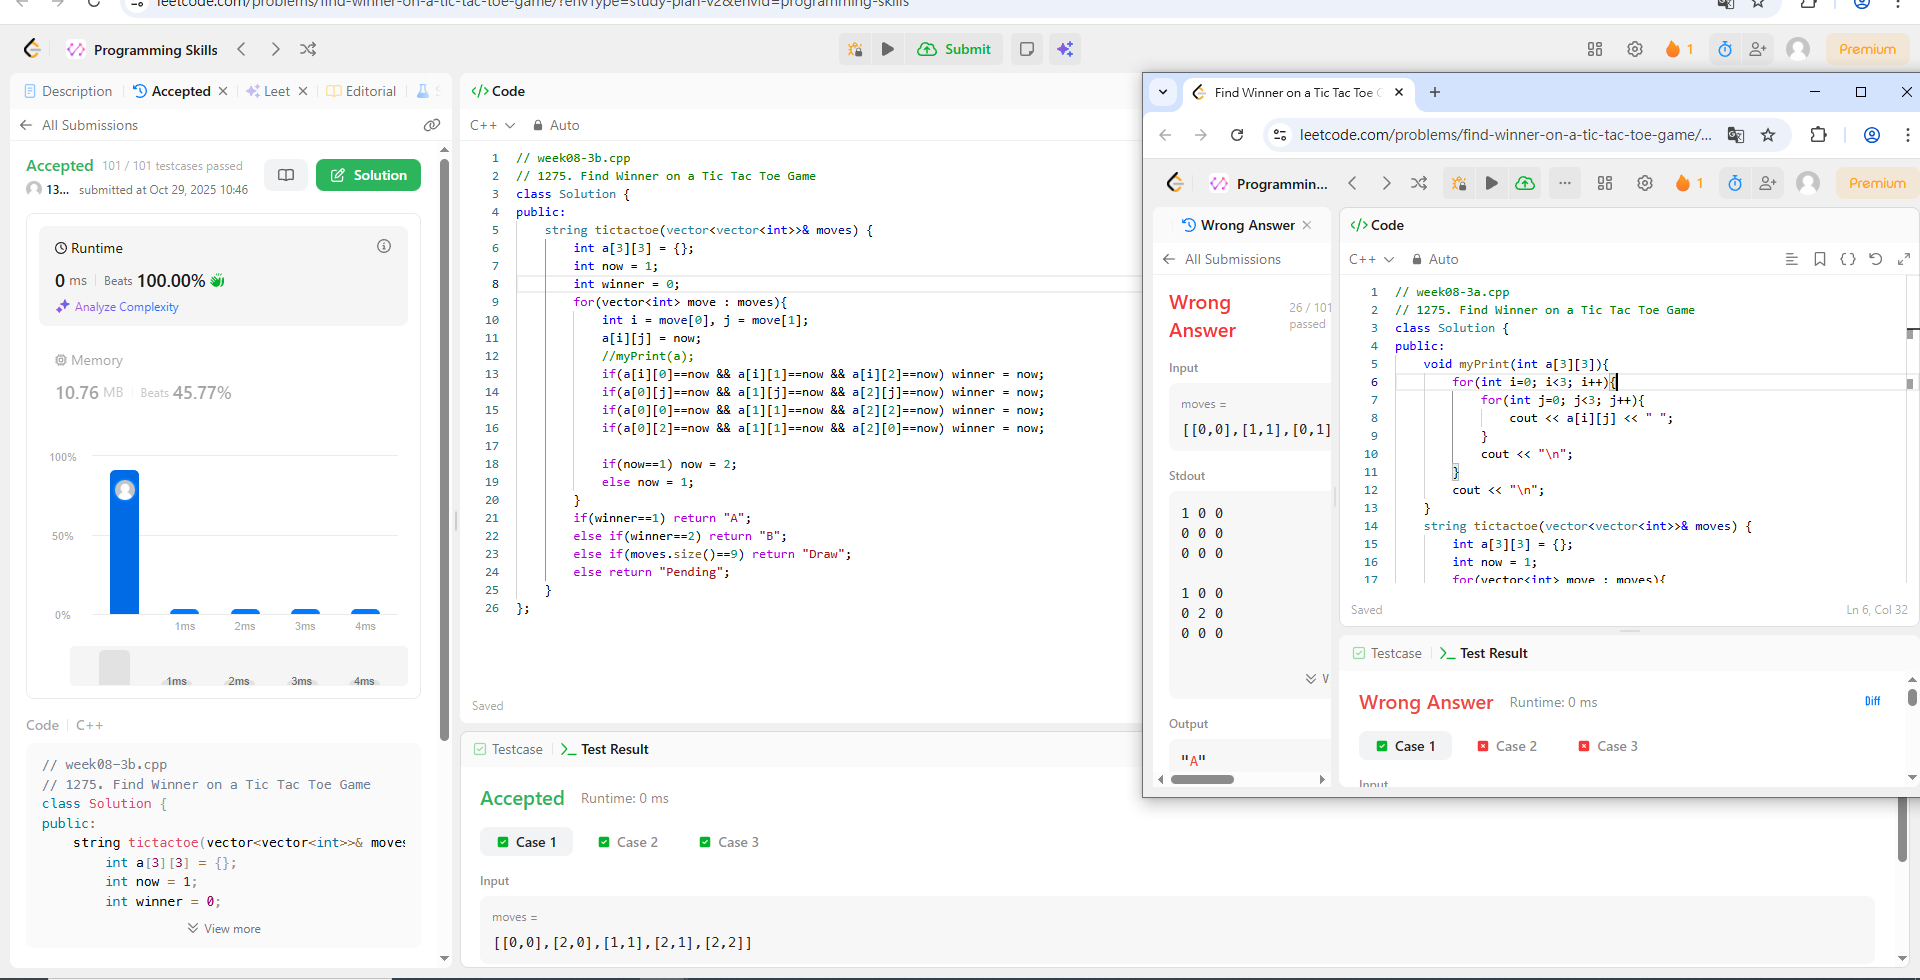 leetcode.com/problems/find-winner-on-a-tic-tac-toe-game/?envType=study-plan-v2&envId=programming-skills
Programming Skills
Submit
1
Premium
Description
Accepted
Leet
Editorial
All Submissions
Accepted 101 / 101 testcases passed
13... submitted at Oct 29, 2025 10:46
Solution
Runtime
0 ms Beats 100.00%
Analyze Complexity
Memory
10.76 MB Beats 45.77%
100%
50%
0%
1ms 2ms 3ms 4ms
1ms 2ms 3ms 4ms
Code C++
// week08-3b.cpp
// 1275. Find Winner on a Tic Tac Toe Game
class Solution {
public:
string tictactoe(vector<vector<int>>& moves
int a[3][3] = {};
int now = 1;
int winner = 0;
View more
Code
C++ Auto
1 // week08-3b.cpp
2 // 1275. Find Winner on a Tic Tac Toe Game
3 class Solution {
4 public:
5 string tictactoe(vector<vector<int>>& moves) {
6 int a[3][3] = {};
7 int now = 1;
8 int winner = 0;
9 for(vector<int> move : moves){
10 int i = move[0], j = move[1];
11 a[i][j] = now;
12 //myPrint(a);
13 if(a[i][0]==now && a[i][1]==now && a[i][2]==now) winner = now;
14 if(a[0][j]==now && a[1][j]==now && a[2][j]==now) winner = now;
15 if(a[0][0]==now && a[1][1]==now && a[2][2]==now) winner = now;
16 if(a[0][2]==now && a[1][1]==now && a[2][0]==now) winner = now;
17
18 if(now==1) now = 2;
19 else now = 1;
20 }
21 if(winner==1) return "A";
22 else if(winner==2) return "B";
23 else if(moves.size()==9) return "Draw";
24 else return "Pending";
25 }
26 };
Saved
Testcase
Test Result
Accepted Runtime: 0 ms
Case 1 Case 2 Case 3
Input
moves =
[[0,0],[2,0],[1,1],[2,1],[2,2]]
Find Winner on a Tic Tac Toe
leetcode.com/problems/find-winner-on-a-tic-tac-toe-game/...
Programmin...
1
Premium
Wrong Answer
All Submissions
Wrong Answer
26 / 101
passed
Input
moves =
[[0,0],[1,1],[0,1]
Stdout
1 0 0
0 0 0
0 0 0
1 0 0
0 2 0
0 0 0
V
Output
"A"
Code
C++ Auto
1 // week08-3a.cpp
2 // 1275. Find Winner on a Tic Tac Toe Game
3 class Solution {
4 public:
5 void myPrint(int a[3][3]){
6 for(int i=0; i<3; i++){
7 for(int j=0; j<3; j++){
8 cout << a[i][j] << " ";
9 }
10 cout << "\n";
11 }
12 cout << "\n";
13 }
14 string tictactoe(vector<vector<int>>& moves) {
15 int a[3][3] = {};
16 int now = 1;
17 for(vector<int> move : moves){
Saved
Ln 6, Col 32
Testcase
Test Result
Wrong Answer Runtime: 0 ms
Diff
Case 1 Case 2 Case 3
Input